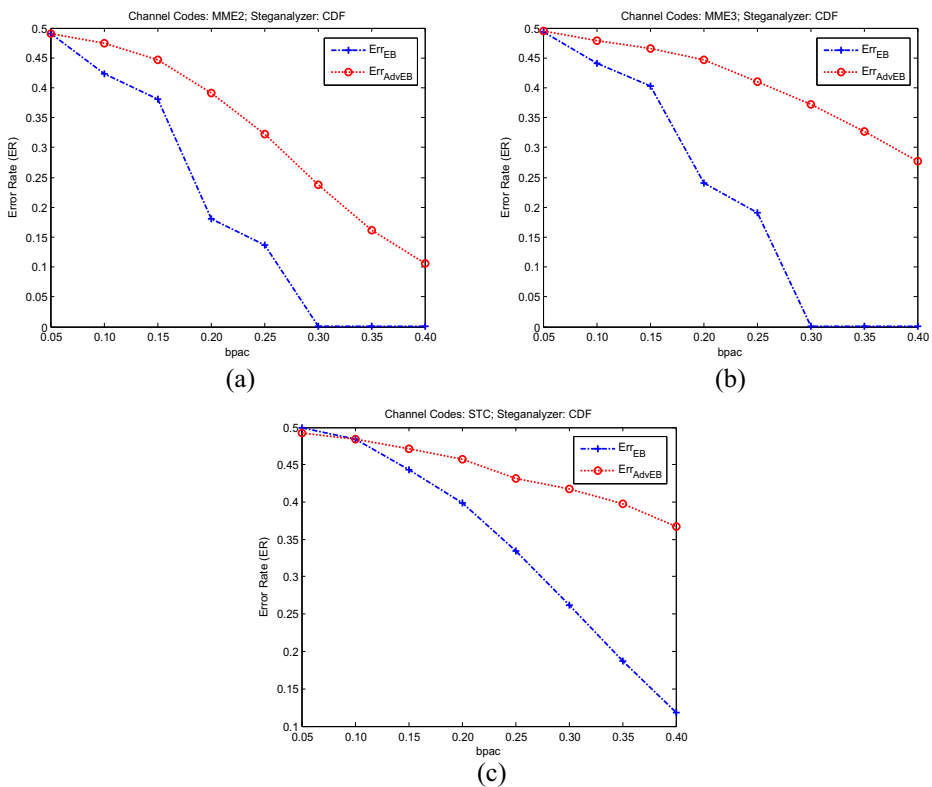 Channel Codes: MME2; Steganalyzer: CDF
0.5
0.45
0.4
0.35
0.3
0.25
0.2
0.15
0.1
0.05
0
Error Rate (ER)
Err_EB
Err_AdvEB
0.05 0.10 0.15 0.20 0.25 0.30 0.35 0.40
bpac
(a)
Channel Codes: MME3; Steganalyzer: CDF
0.5
0.45
0.4
0.35
0.3
0.25
0.2
0.15
0.1
0.05
0
Error Rate (ER)
Err_EB
Err_AdvEB
0.05 0.10 0.15 0.20 0.25 0.30 0.35 0.40
bpac
(b)
Channel Codes: STC; Steganalyzer: CDF
0.5
0.45
0.4
0.35
0.3
0.25
0.2
0.15
0.1
Error Rate (ER)
Err_EB
Err_AdvEB
0.05 0.10 0.15 0.20 0.25 0.30 0.35 0.40
bpac
(c)